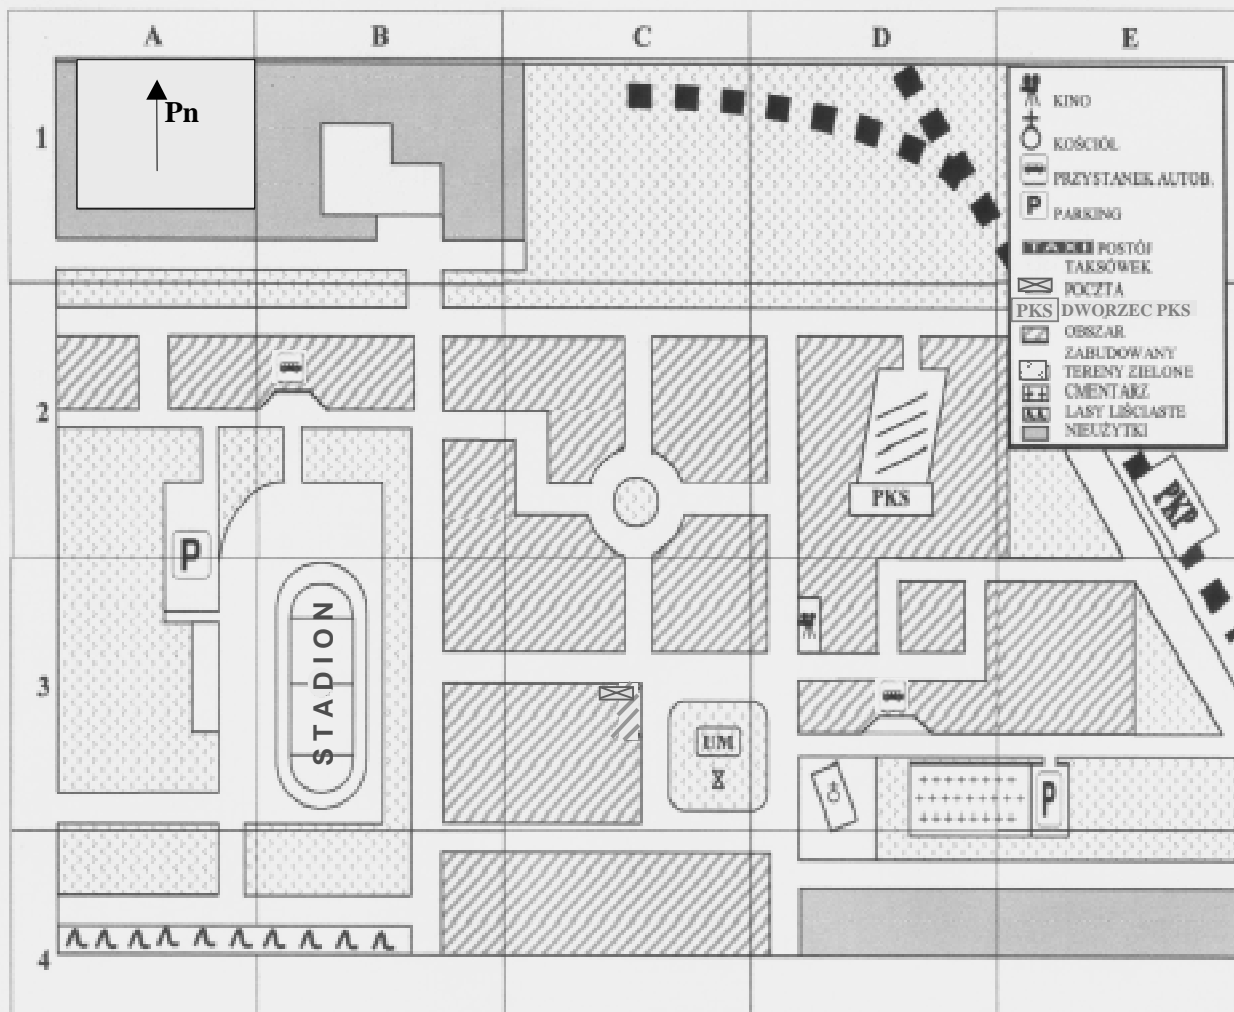 A B C D E
1
Pn
KINO
KOŚCIÓŁ
PRZYSTANEK AUTOB.
P PARKING
TAXI POSTÓJ
TAKSÓWEK
POCZTA
PKS DWORZEC PKS
OBSZAR
ZABUDOWANY
TERENY ZIELONE
CMENTARZ
LASY LIŚCIASTE
NIEUŻYTKI
2
PKS
PKP
P
3
STADION
UM
P
4